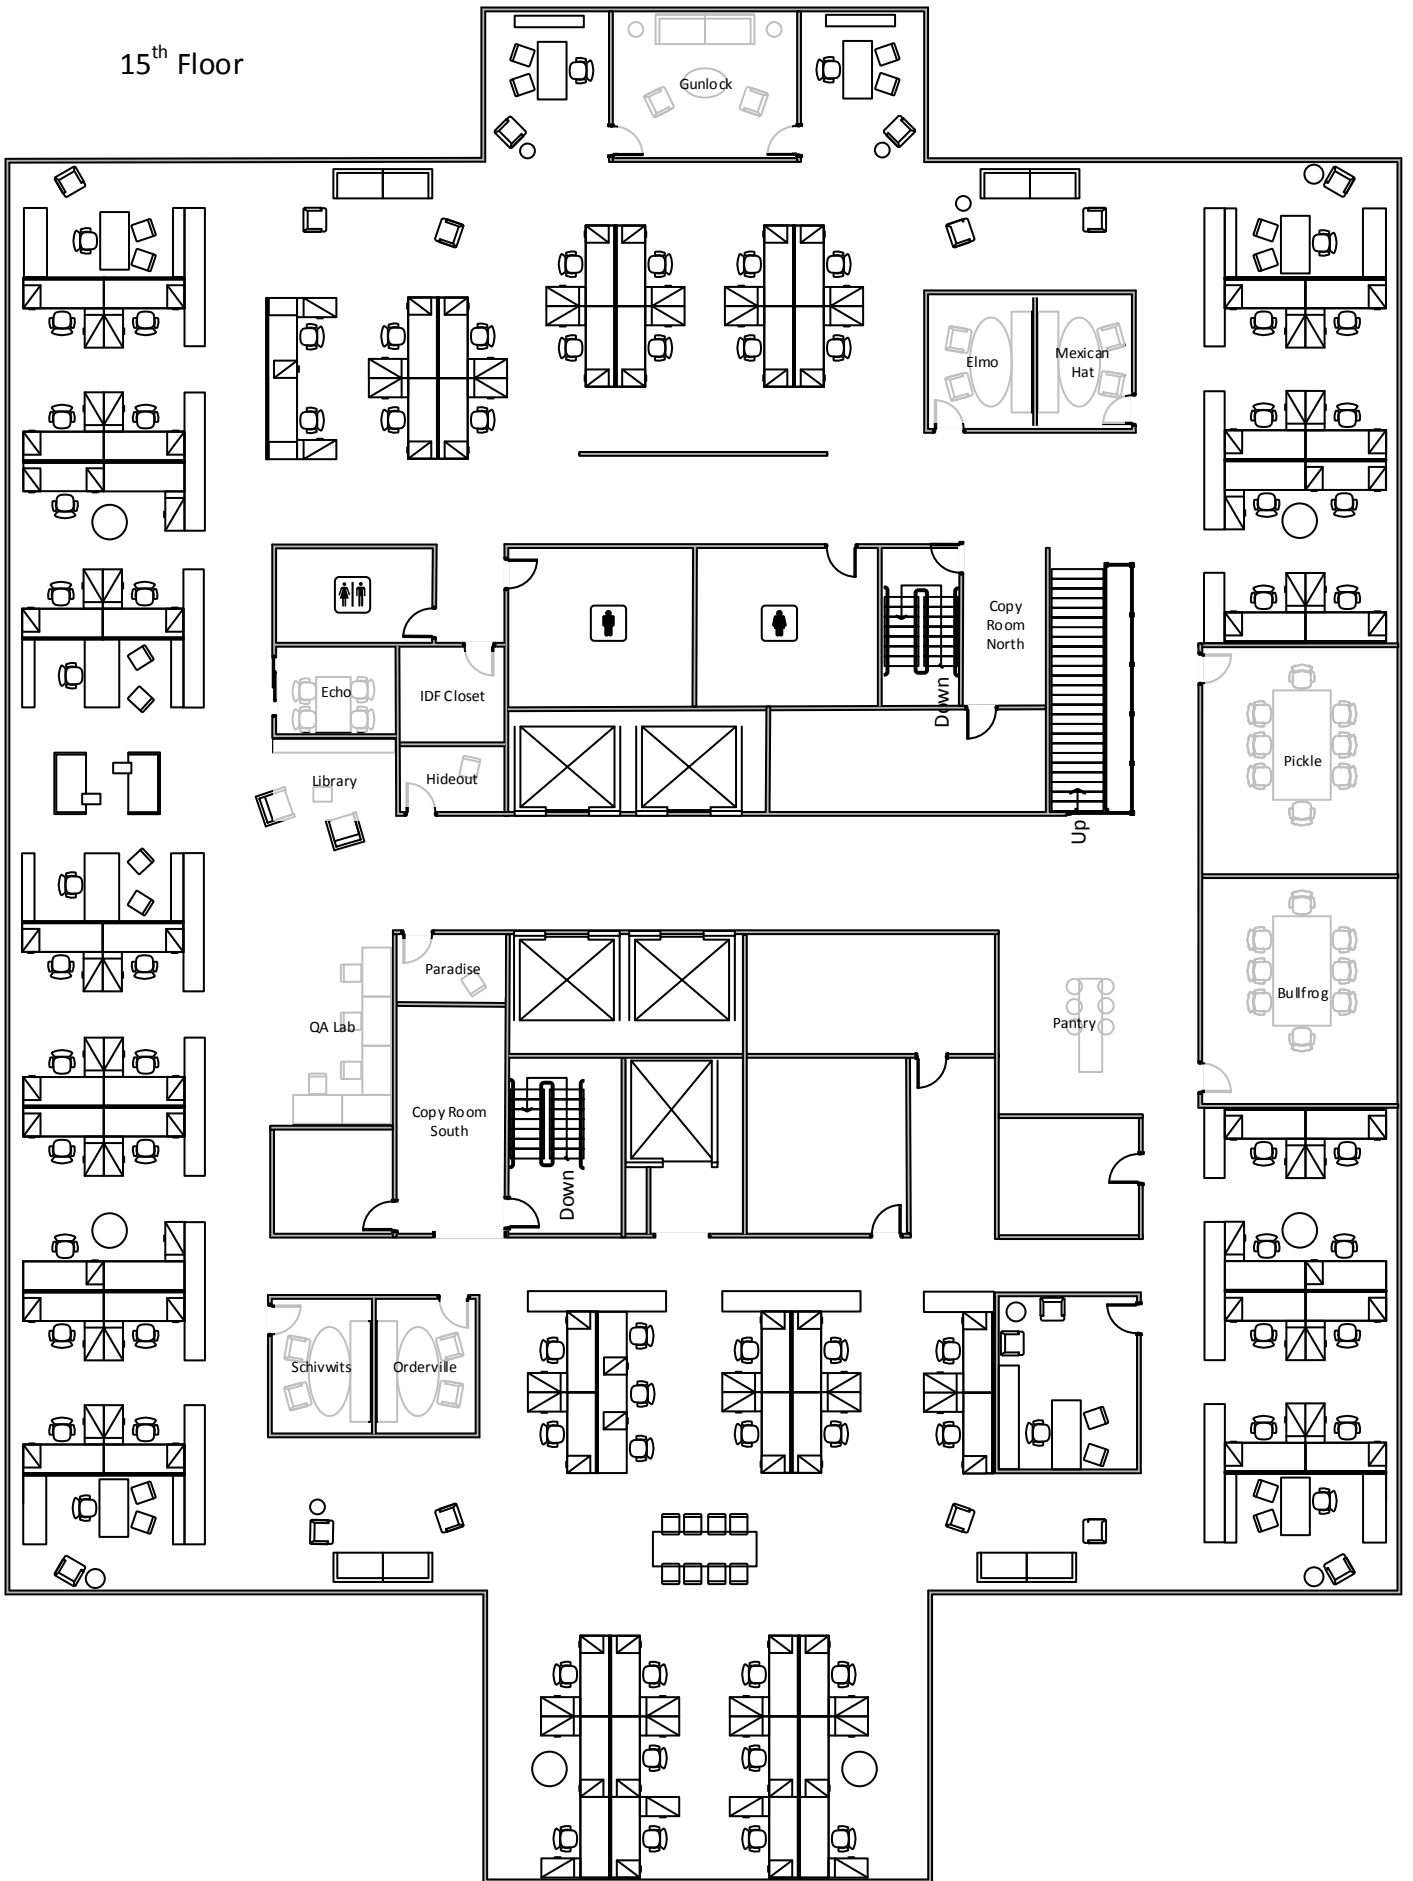 15th Floor
Gunlock
Elmo
Mexican
Hat
Copy
Room
North
Echo
IDF Closet
Down
Pickle
Library
Hideout
Up
Paradise
Bullfrog
QA Lab
Pantry
Copy Room
South
Down
Schivwits
Orderville